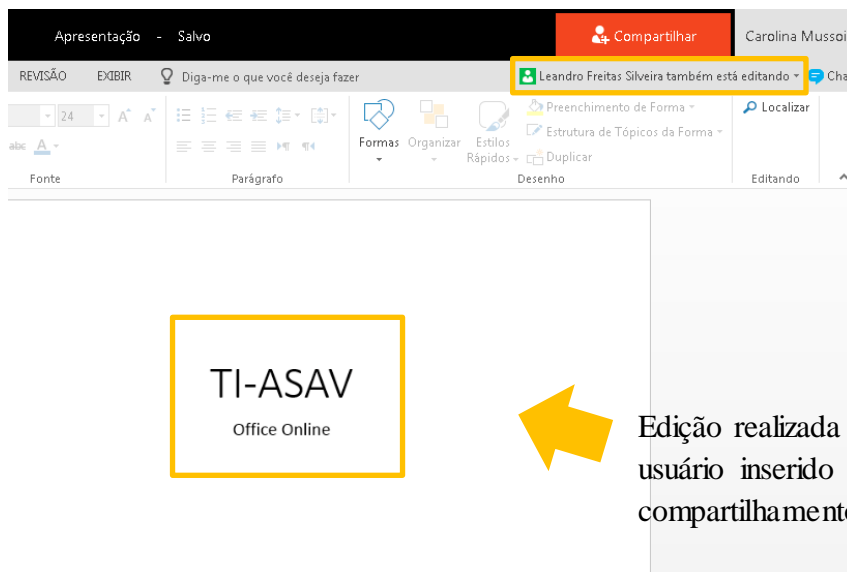 Apresentação - Salvo
Compartilhar
Carolina Mussoi
REVISÃO EXIBIR Diga-me o que você deseja fazer
Leandro Freitas Silveira também está editando
Cha
24 A A
Preenchimento de Forma
Localizar
abc A
Formas Organizar Estilos Rápidos
Estrutura de Tópicos da Forma
Duplicar
Fonte Parágrafo Desenho Editando
TI-ASAV
Office Online
Edição realizada
usuário inserido
compartilhamento